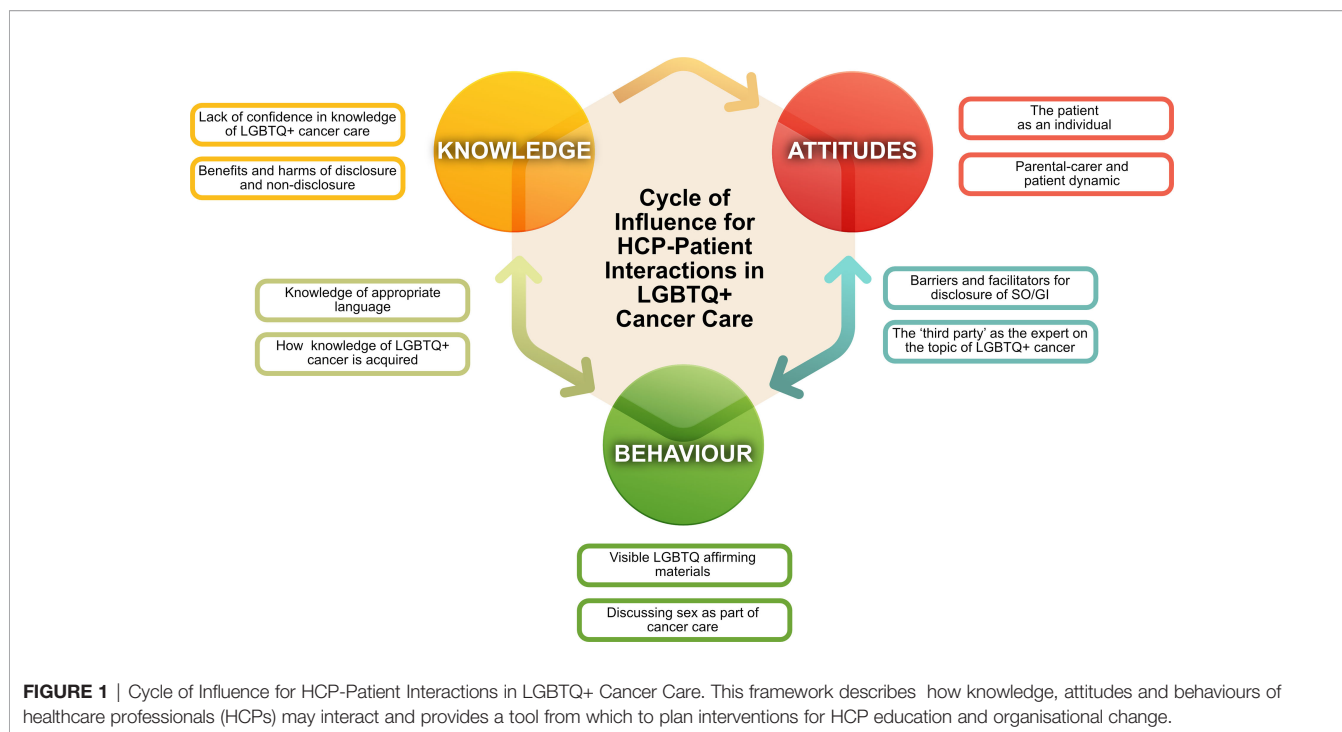 Lack of confidence in knowledge
of LGBTQ+ cancer care
Benefits and harms of disclosure
and non-disclosure
KNOWLEDGE
ATTITUDES
The patient
as an individual
Parental-carer and
patient dynamic
Cycle of
Influence for
HCP-Patient
Interactions in
LGBTQ+
Cancer Care
Knowledge of appropriate
language
How knowledge of LGBTQ+
cancer is acquired
Barriers and facilitators for
disclosure of SO/GI
The ‘third party’ as the expert on
the topic of LGBTQ+ cancer
BEHAVIOUR
Visible LGBTQ affirming
materials
Discussing sex as part of
cancer care
FIGURE 1 | Cycle of Influence for HCP-Patient Interactions in LGBTQ+ Cancer Care. This framework describes how knowledge, attitudes and behaviours of
healthcare professionals (HCPs) may interact and provides a tool from which to plan interventions for HCP education and organisational change.